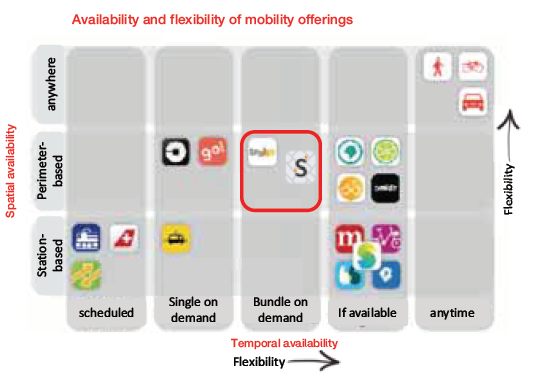 Availability and flexibility of mobility offerings
anywhere
Perimeter-
based
Station-
based
Spatial availability
go!
S
m
scheduled
Single on
demand
Bundle on
demand
If available
anytime
Flexibility
Temporal availability
Flexibility